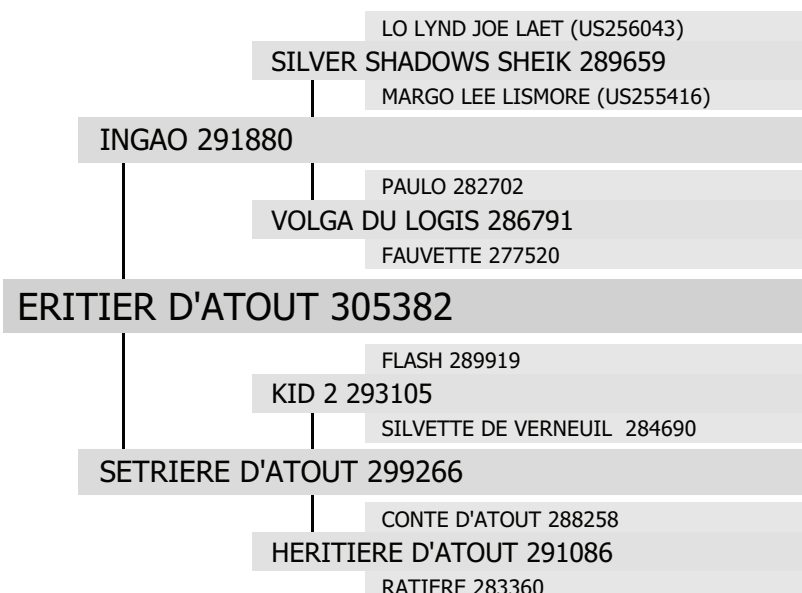 LO LYND JOE LAET (US256043)
SILVER SHADOWS SHEIK 289659
MARGO LEE LISMORE (US255416)
INGAO 291880
PAULO 282702
VOLGA DU LOGIS 286791
FAUVETTE 277520
ERITIER D'ATOUT 305382
FLASH 289919
KID 2 293105
SILVETTE DE VERNEUIL 284690
SETRIERE D'ATOUT 299266
CONTE D'ATOUT 288258
HERITIERE D'ATOUT 291086
RATIERE 283360